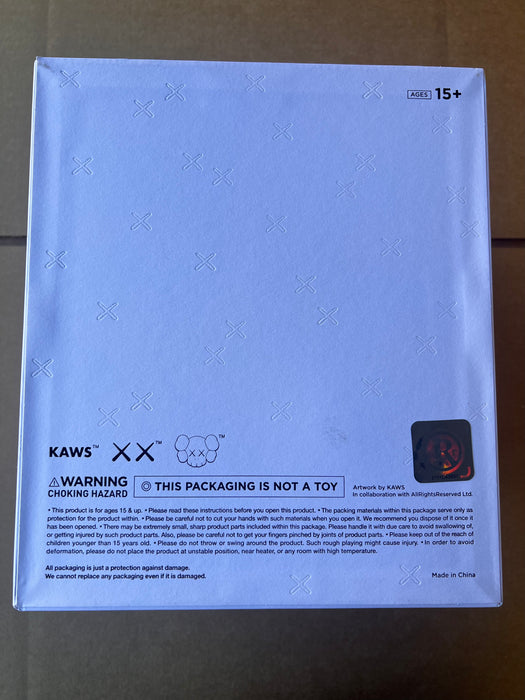 AGES 15+
KAWS™ XX™ ™
⚠WARNING
CHOKING HAZARD
THIS PACKAGING IS NOT A TOY
Artwork by KAWS
In collaboration with AllRightsReserved Ltd.
• This product is for ages 15 & up. • Please read these instructions before you open this product. • The packing materials within this package serve only as
protection for the product within. • Please be careful not to cut your hands with such materials when you open it. We recommend you dispose of it once it
has been opened. • There may be extremely small, sharp product parts included within this package. Please handle it with due care to avoid swallowing of,
or getting injured by such product parts. Also, please be careful not to get your fingers pinched by joints of product parts. • Please keep out of the reach of
children younger than 15 years old. • Please do not throw or swing around the product. Such rough playing might cause injury. • In order to avoid
deformation, please do not place the product at unstable position, near heater, or any room with high temperature.
All packaging is just a protection against damage.
We cannot replace any packaging even if it is damaged.
Made in China